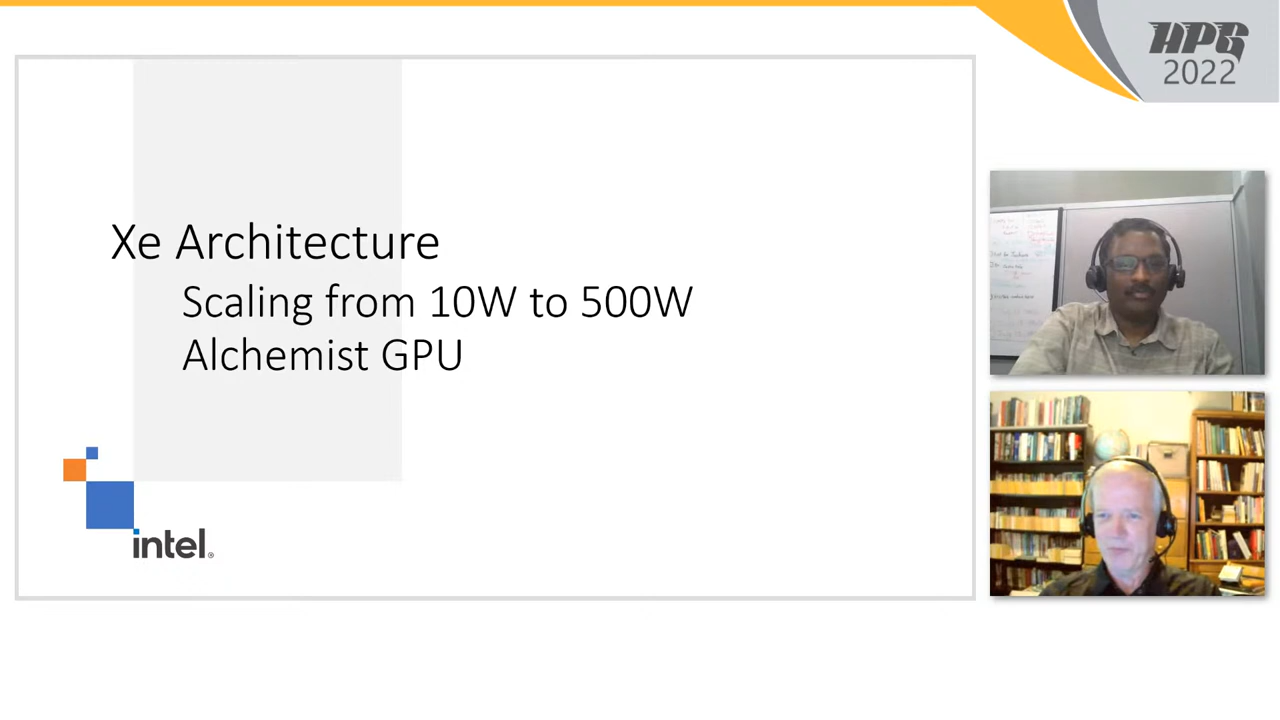 HPG
2022
Xe Architecture
Scaling from 10W to 500W
Alchemist GPU
intel®